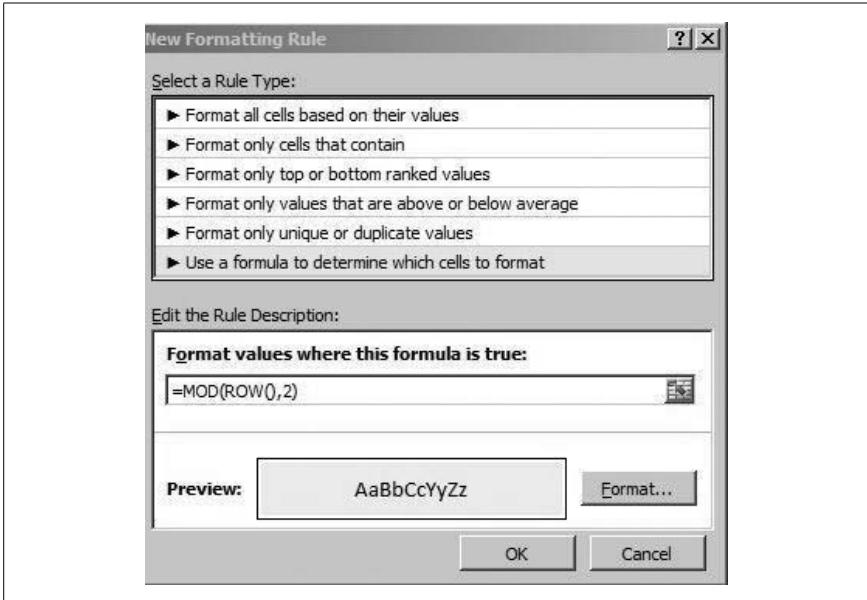 New Formatting Rule
Select a Rule Type:
► Format all cells based on their values
► Format only cells that contain
► Format only top or bottom ranked values
► Format only values that are above or below average
► Format only unique or duplicate values
► Use a formula to determine which cells to format
Edit the Rule Description:
Format values where this formula is true:
=MOD(ROW(),2)
Preview: AaBbCcYyZz Format...
OK Cancel